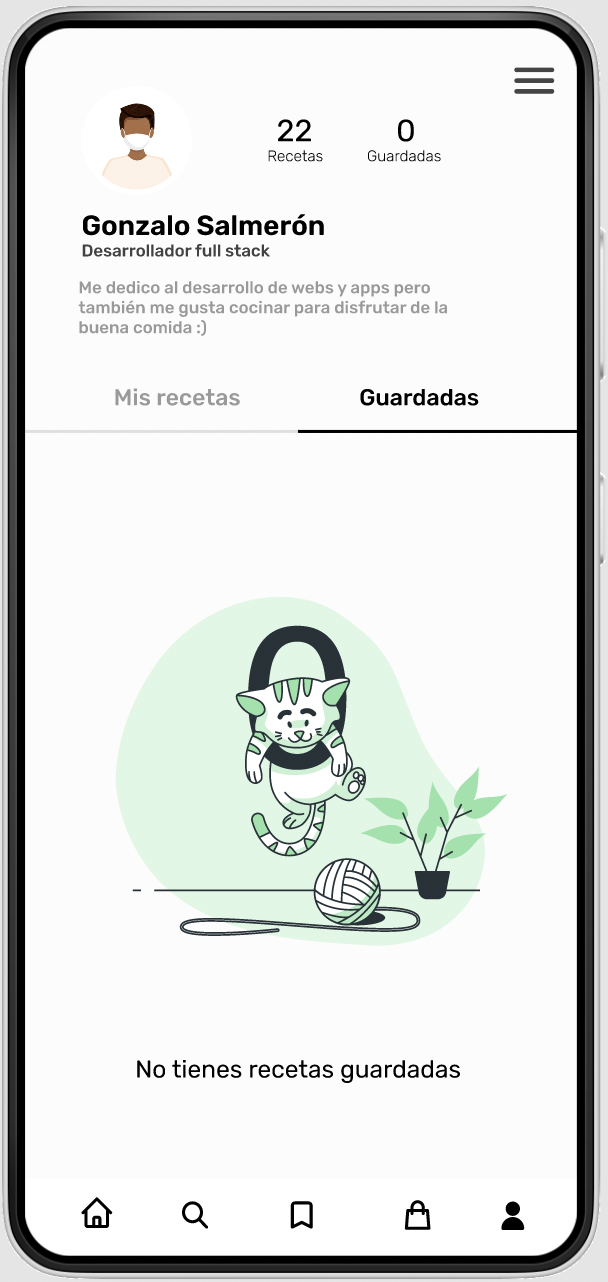 22
0
Recetas
Guardadas
Gonzalo Salmerón
Desarrollador full stack
Me dedico al desarrollo de webs y apps pero
también me gusta cocinar para disfrutar de la
buena comida :)
Mis recetas
Guardadas
No tienes recetas guardadas